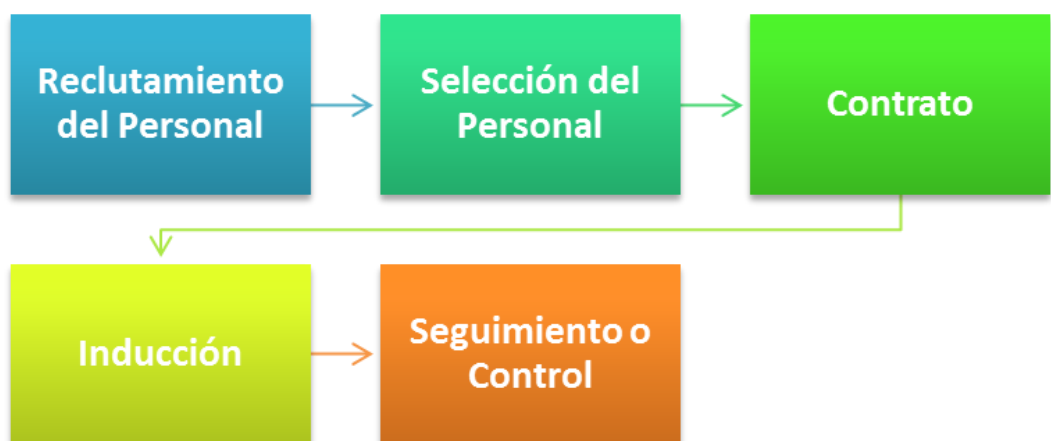 Reclutamiento
del Personal
Selección del
Personal
Contrato
Inducción
Seguimiento o
Control